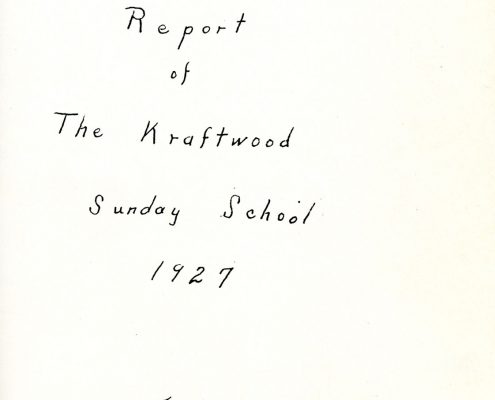 Report
of
The Kraftwood
Sunday School
1927